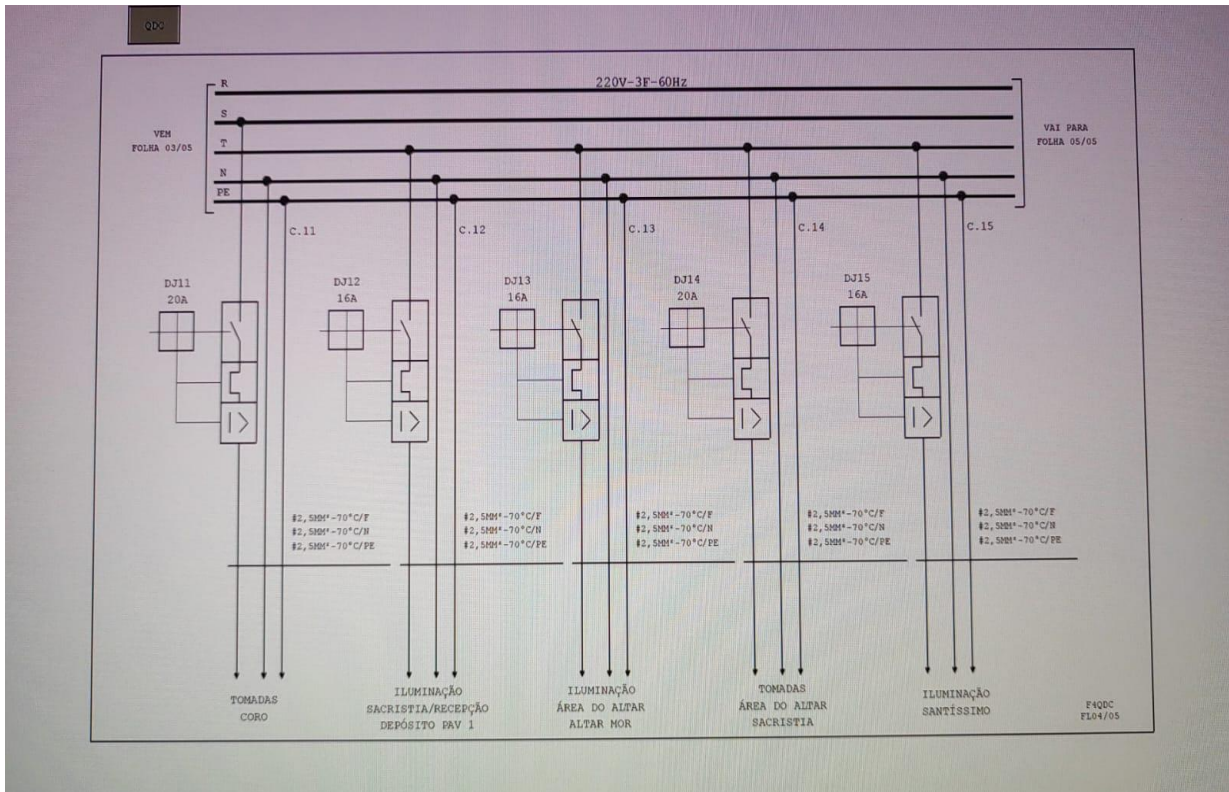 QDC
220V-3F-60Hz
R
S
T
N
PE
VEM
FOLHA 03/05
VAI PARA
FOLHA 05/05
C.11
C.12
C.13
C.14
C.15
DJ11
20A
DJ12
16A
DJ13
16A
DJ14
20A
DJ15
16A
#2,5MM²-70°C/F
#2,5MM²-70°C/N
#2,5MM²-70°C/PE
#2,5MM²-70°C/F
#2,5MM²-70°C/N
#2,5MM²-70°C/PE
#2,5MM²-70°C/F
#2,5MM²-70°C/N
#2,5MM²-70°C/PE
#2,5MM²-70°C/F
#2,5MM²-70°C/N
#2,5MM²-70°C/PE
#2,5MM²-70°C/F
#2,5MM²-70°C/N
#2,5MM²-70°C/PE
TOMADAS
CORO
ILUMINAÇÃO
SACRISTIA/RECEPÇÃO
DEPÓSITO PAV 1
ILUMINAÇÃO
ÁREA DO ALTAR
ALTAR MOR
TOMADAS
ÁREA DO ALTAR
SACRISTIA
ILUMINAÇÃO
SANTÍSSIMO
F4QDC
FL04/05